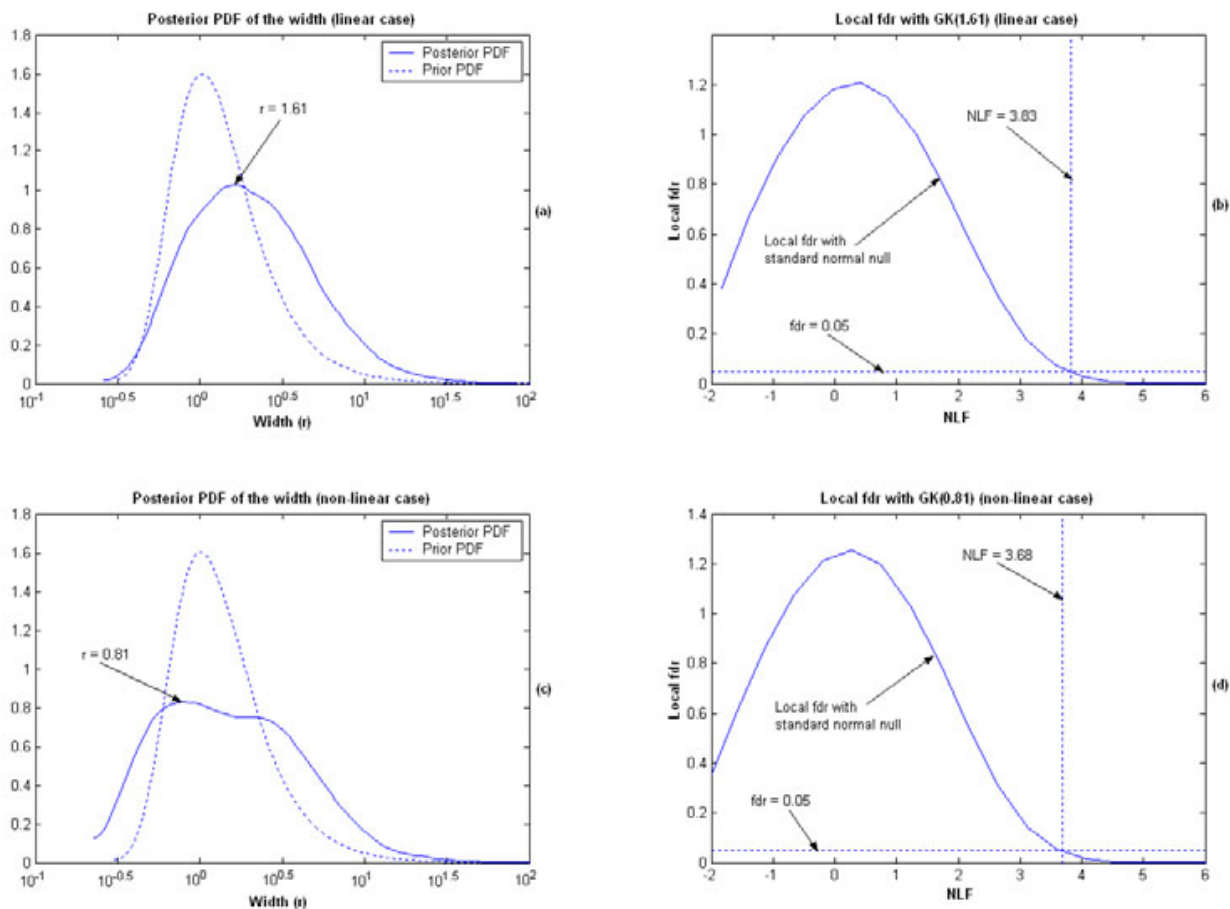 Posterior PDF of the width (linear case)
1.8
1.6
1.4
1.2
1
0.8
0.6
0.4
0.2
0
Posterior PDF
Prior PDF
r = 1.61
(a)
10^-1
10^-0.5
10^0
10^0.5
10^1
10^1.5
10^2
Width (r)
Local fdr with GK(1.61) (linear case)
Local fdr
1.2
1
0.8
0.6
0.4
0.2
0
NLF = 3.83
Local fdr with
standard normal null
fdr = 0.05
(b)
-2
-1
0
1
2
3
4
5
6
NLF
Posterior PDF of the width (non-linear case)
1.8
1.6
1.4
1.2
1
0.8
0.6
0.4
0.2
0
Posterior PDF
Prior PDF
r = 0.81
(c)
10^-1
10^-0.5
10^0
10^0.5
10^1
10^1.5
10^2
Width (r)
Local fdr with GK(0.81) (non-linear case)
Local fdr
1.4
1.2
1
0.8
0.6
0.4
0.2
0
NLF = 3.68
Local fdr with
standard normal null
fdr = 0.05
(d)
-2
-1
0
1
2
3
4
5
6
NLF